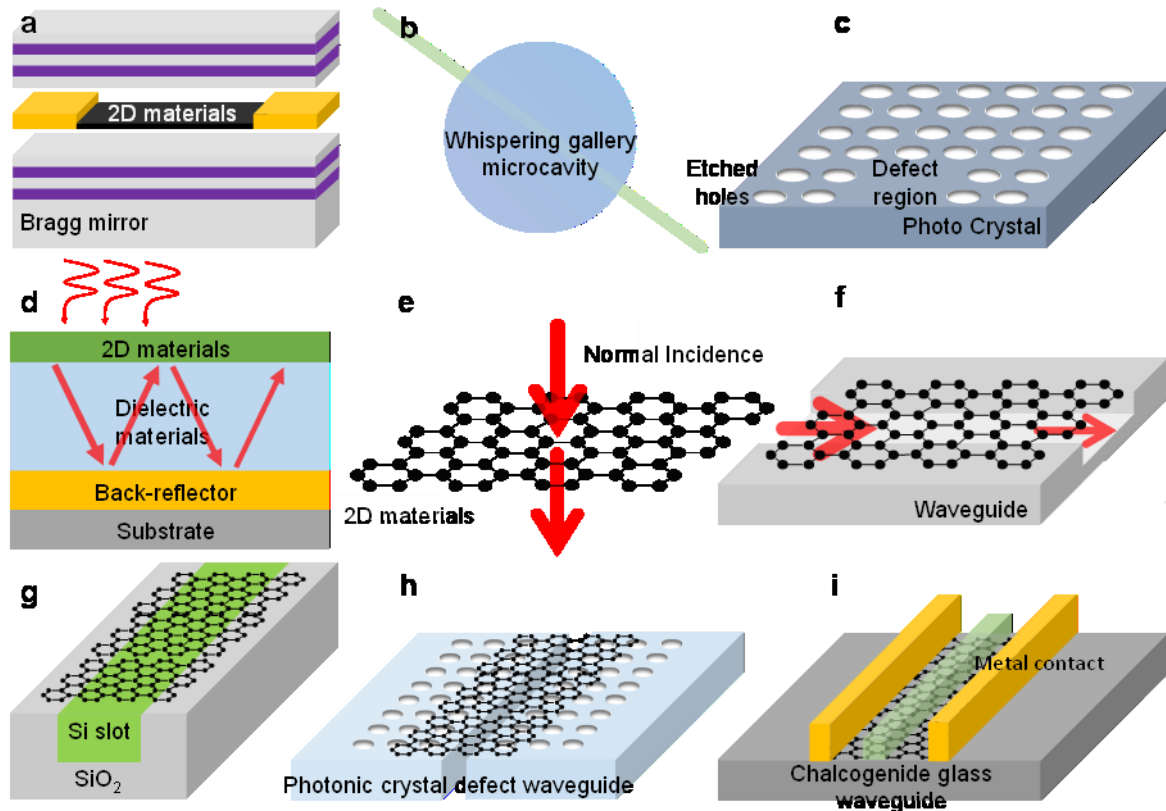 a
2D materials
Bragg mirror
b
Whispering gallery
microcavity
c
Etched
holes
Defect
region
Photo Crystal
d
2D materials
Dielectric
materials
Back-reflector
Substrate
e
Normal Incidence
2D materials
f
Waveguide
g
Si slot
SiO₂
h
Photonic crystal defect waveguide
i
Metal contact
Chalcogenide glass
waveguide